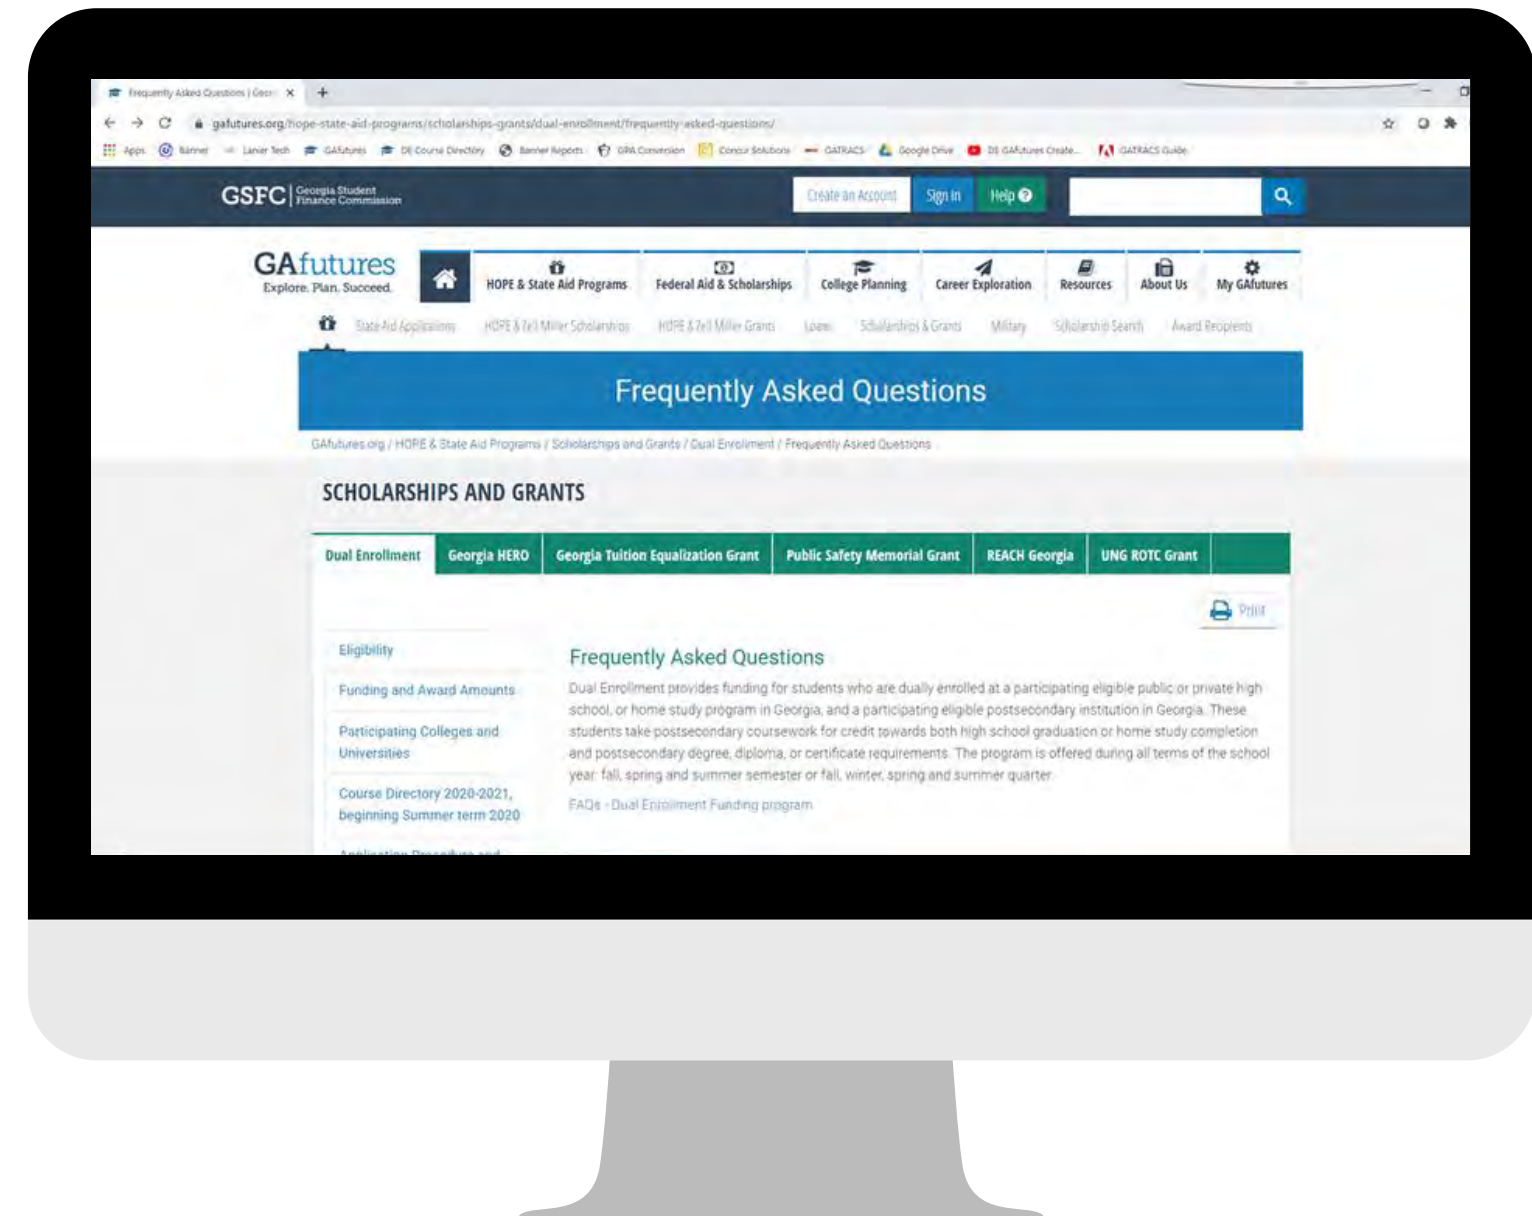 Frequently Asked Questions | Geor
gafutures.org/hope-state-aid-programs/scholarships-grants/dual-enrollment/frequently-asked-questions/
Apps Banner Lanier Tech GAfutures DE Course Directory Banner Reports GPA Conversion Concur Solutions GATRACS Google Drive DE GAfutures Create... GATRACS Guide
GSFC Georgia Student
Finance Commission
Create an Account Sign In Help
GAfutures
Explore. Plan. Succeed.
HOPE & State Aid Programs Federal Aid & Scholarships College Planning Career Exploration Resources About Us My GAfutures
State Aid Applications HOPE & Zell Miller Scholarships HOPE & Zell Miller Grants Loans Scholarships & Grants Military Scholarship Search Award Recipients
Frequently Asked Questions
GAfutures.org / HOPE & State Aid Programs / Scholarships and Grants / Dual Enrollment / Frequently Asked Questions
SCHOLARSHIPS AND GRANTS
Dual Enrollment Georgia HERO Georgia Tuition Equalization Grant Public Safety Memorial Grant REACH Georgia UNG ROTC Grant
Print
Eligibility
Funding and Award Amounts
Participating Colleges and
Universities
Course Directory 2020-2021,
beginning Summer term 2020
Application Procedure and
Frequently Asked Questions
Dual Enrollment provides funding for students who are dually enrolled at a participating eligible public or private high
school, or home study program in Georgia, and a participating eligible postsecondary institution in Georgia. These
students take postsecondary coursework for credit towards both high school graduation or home study completion
and postsecondary degree, diploma, or certificate requirements. The program is offered during all terms of the school
year: fall, spring and summer semester or fall, winter, spring and summer quarter.
FAQs - Dual Enrollment Funding program